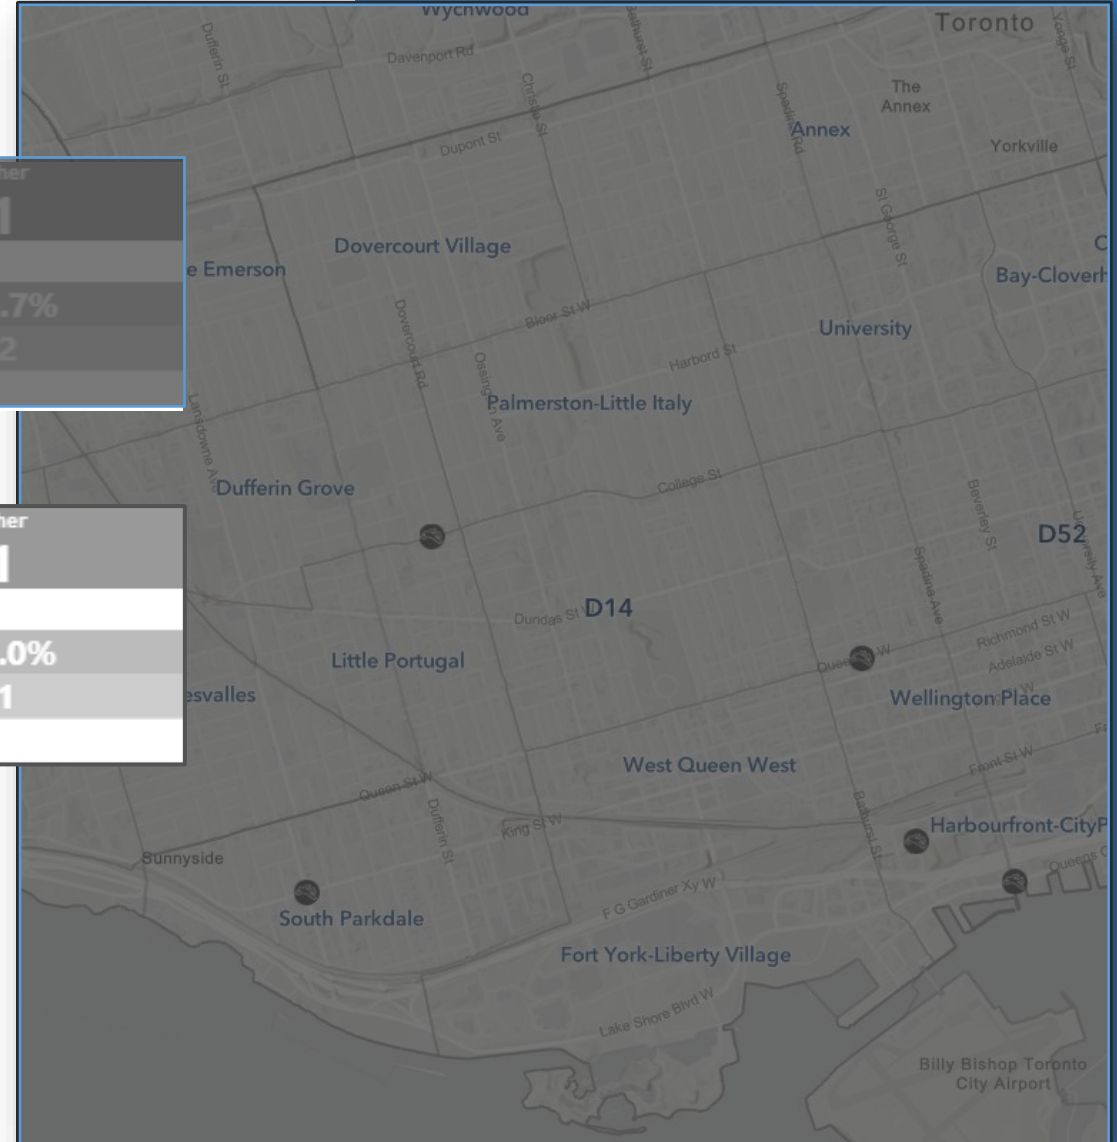 Wychwood
Toronto
Dufferin St
Davenport Rd
Bathurst St
Yonge St
Christie St
Spadina Rd
The
Annex
Annex
Dupont St
Yorkville
her
1
St George St
Dovercourt Village
e Emerson
Bay-Cloverh
.7%
2
Dovercourt Rd
Bloor St W
University
Harbord St
Ossington Ave
Palmerston-Little Italy
Lansdowne Ave
College St
Dufferin Grove
Beverley St
University Ave
D52
her
1
Spadina Ave
D14
Dundas St W
Richmond St W
.0%
Little Portugal
Queen St W
Adelaide St W
1
esvalles
Wellington Place
West Queen West
Front St W
Queen St W
Dufferin St
King St W
Bathurst St
Harbourfront-CityP
Sunnyside
Queens
F G Gardiner Xy W
South Parkdale
Fort York-Liberty Village
Lake Shore Blvd W
Billy Bishop Toronto
City Airport